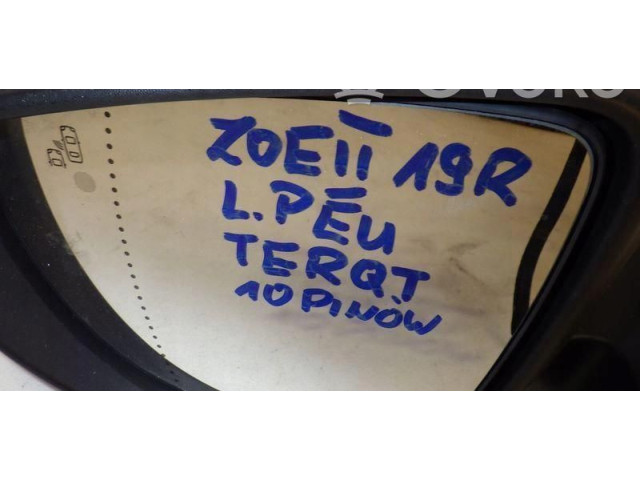 ZOE II 19R
L.PEU
TERQT
10 PINÓW